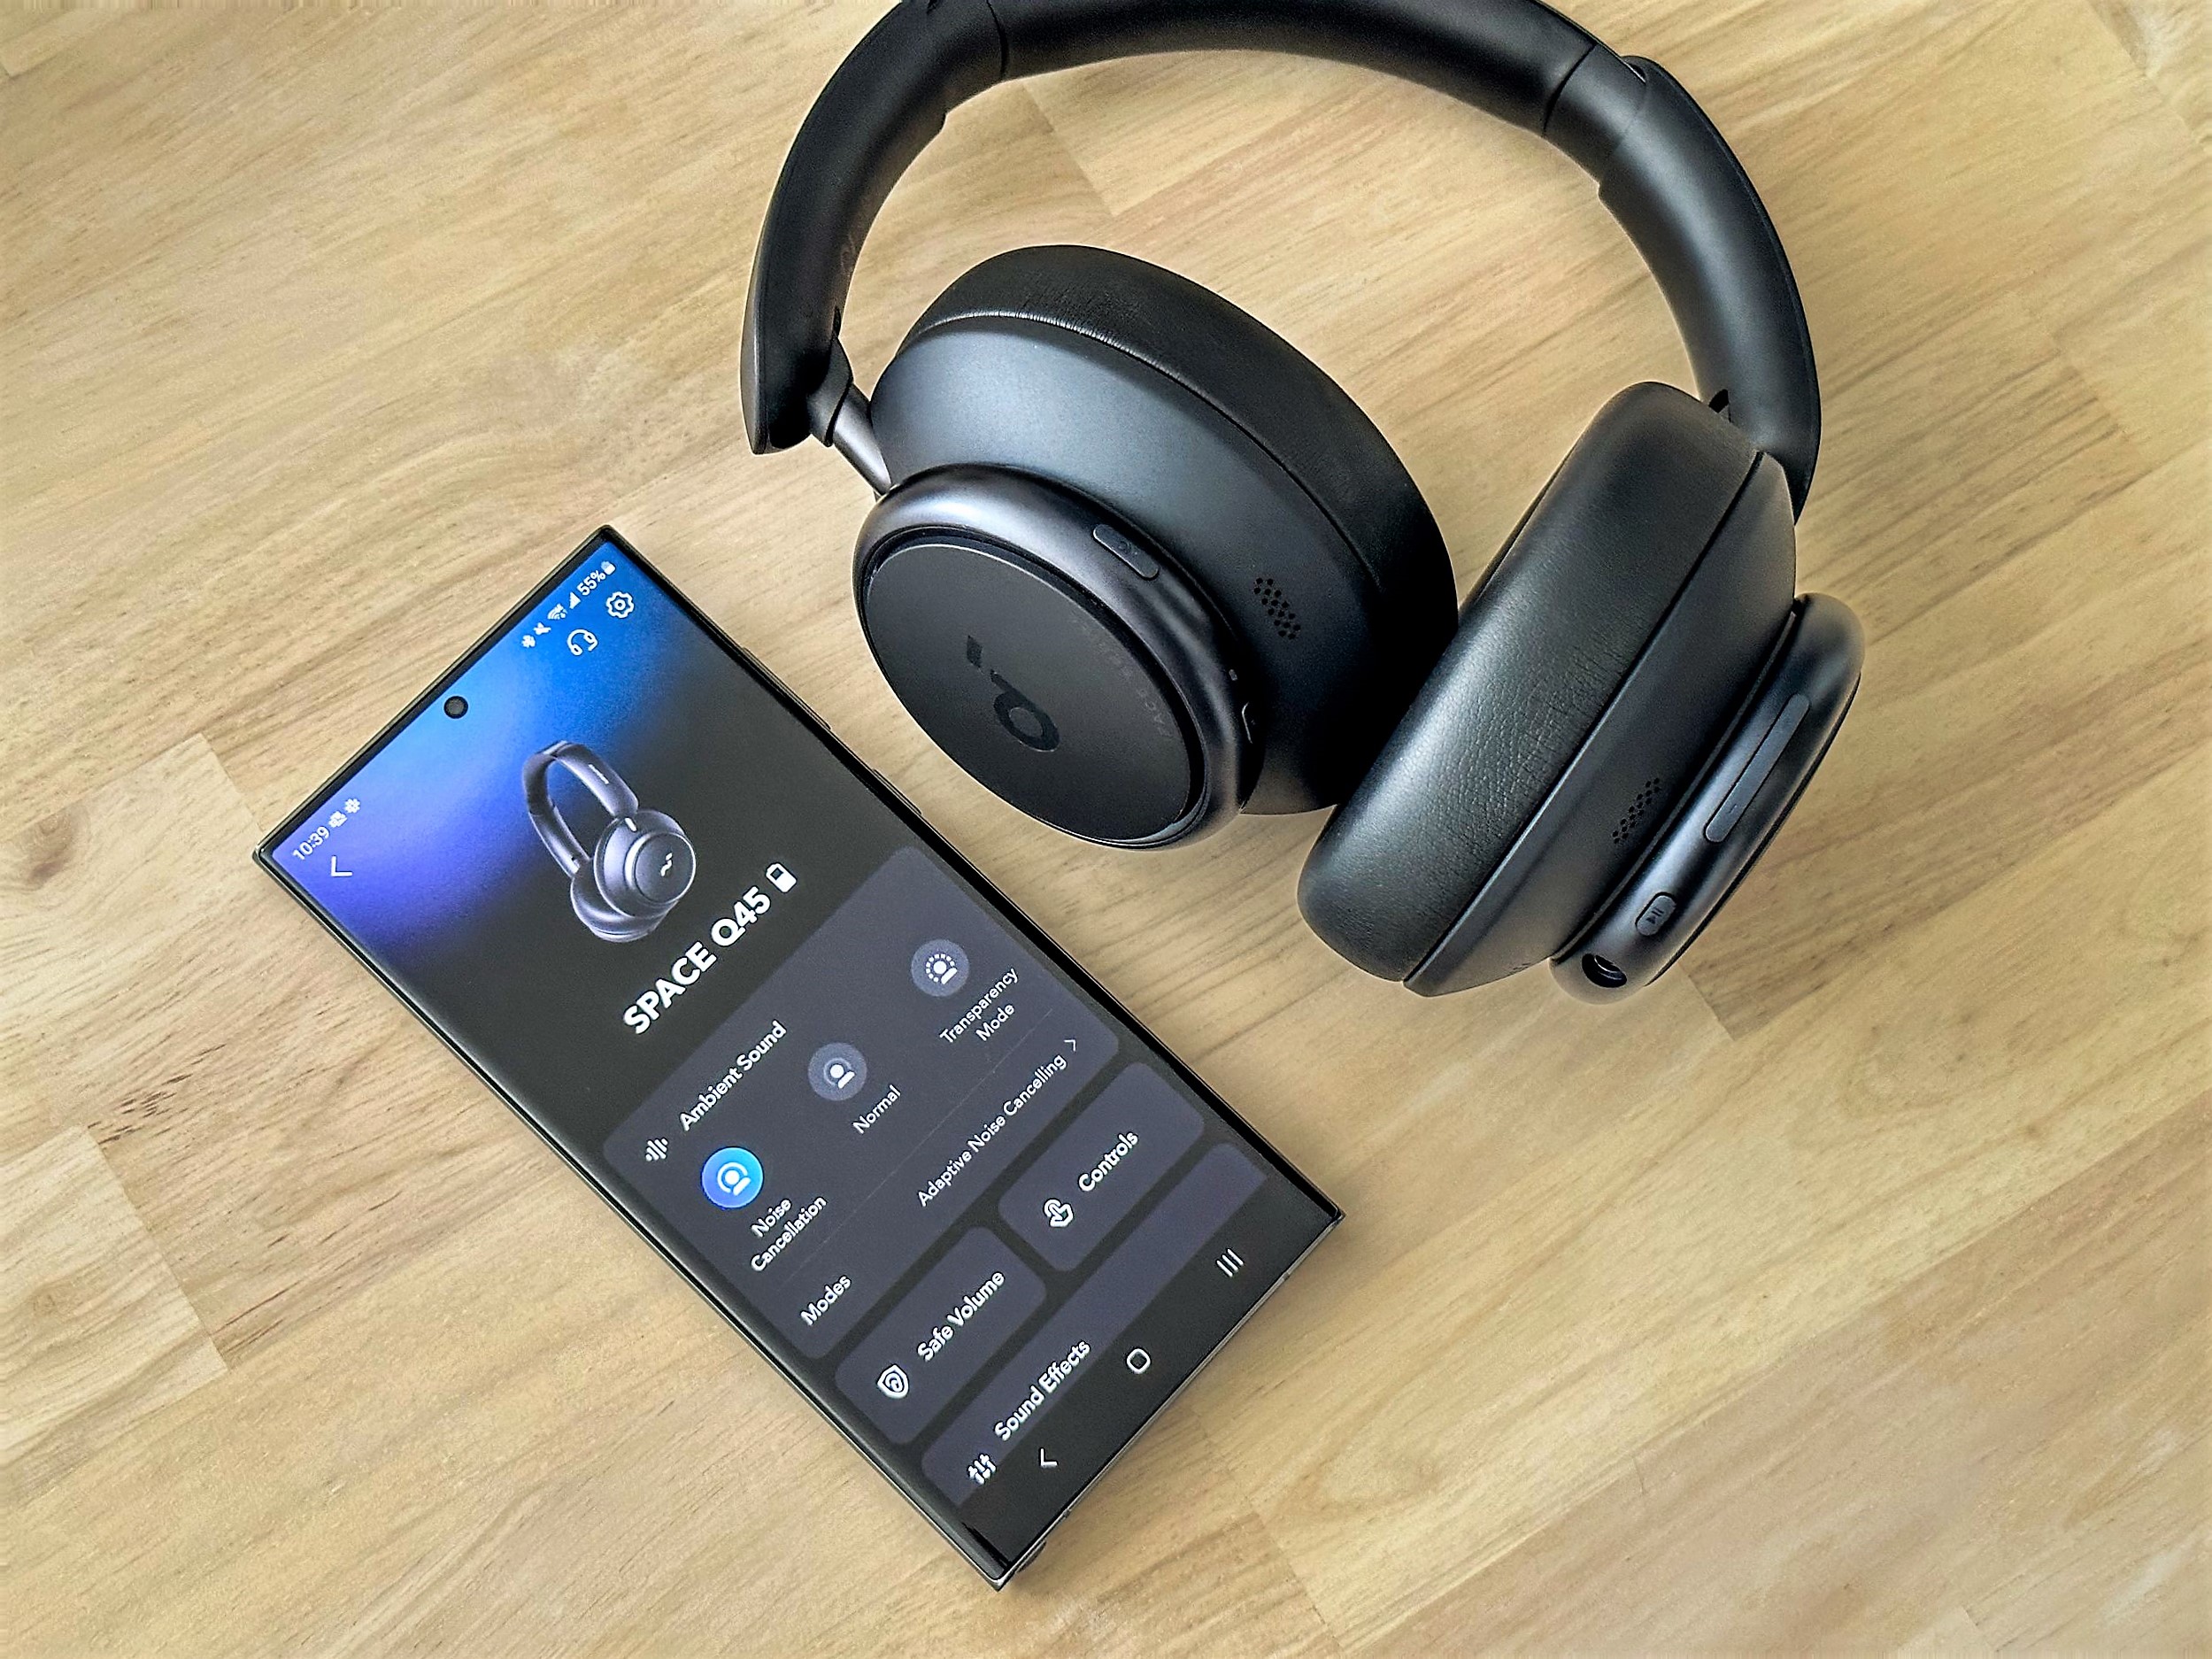 10:39
55%
SPACE Q45
Ambient Sound
Noise
Cancellation
Normal
Transparency
Mode
Modes
Adaptive Noise Cancelling
Safe Volume
Controls
Sound Effects